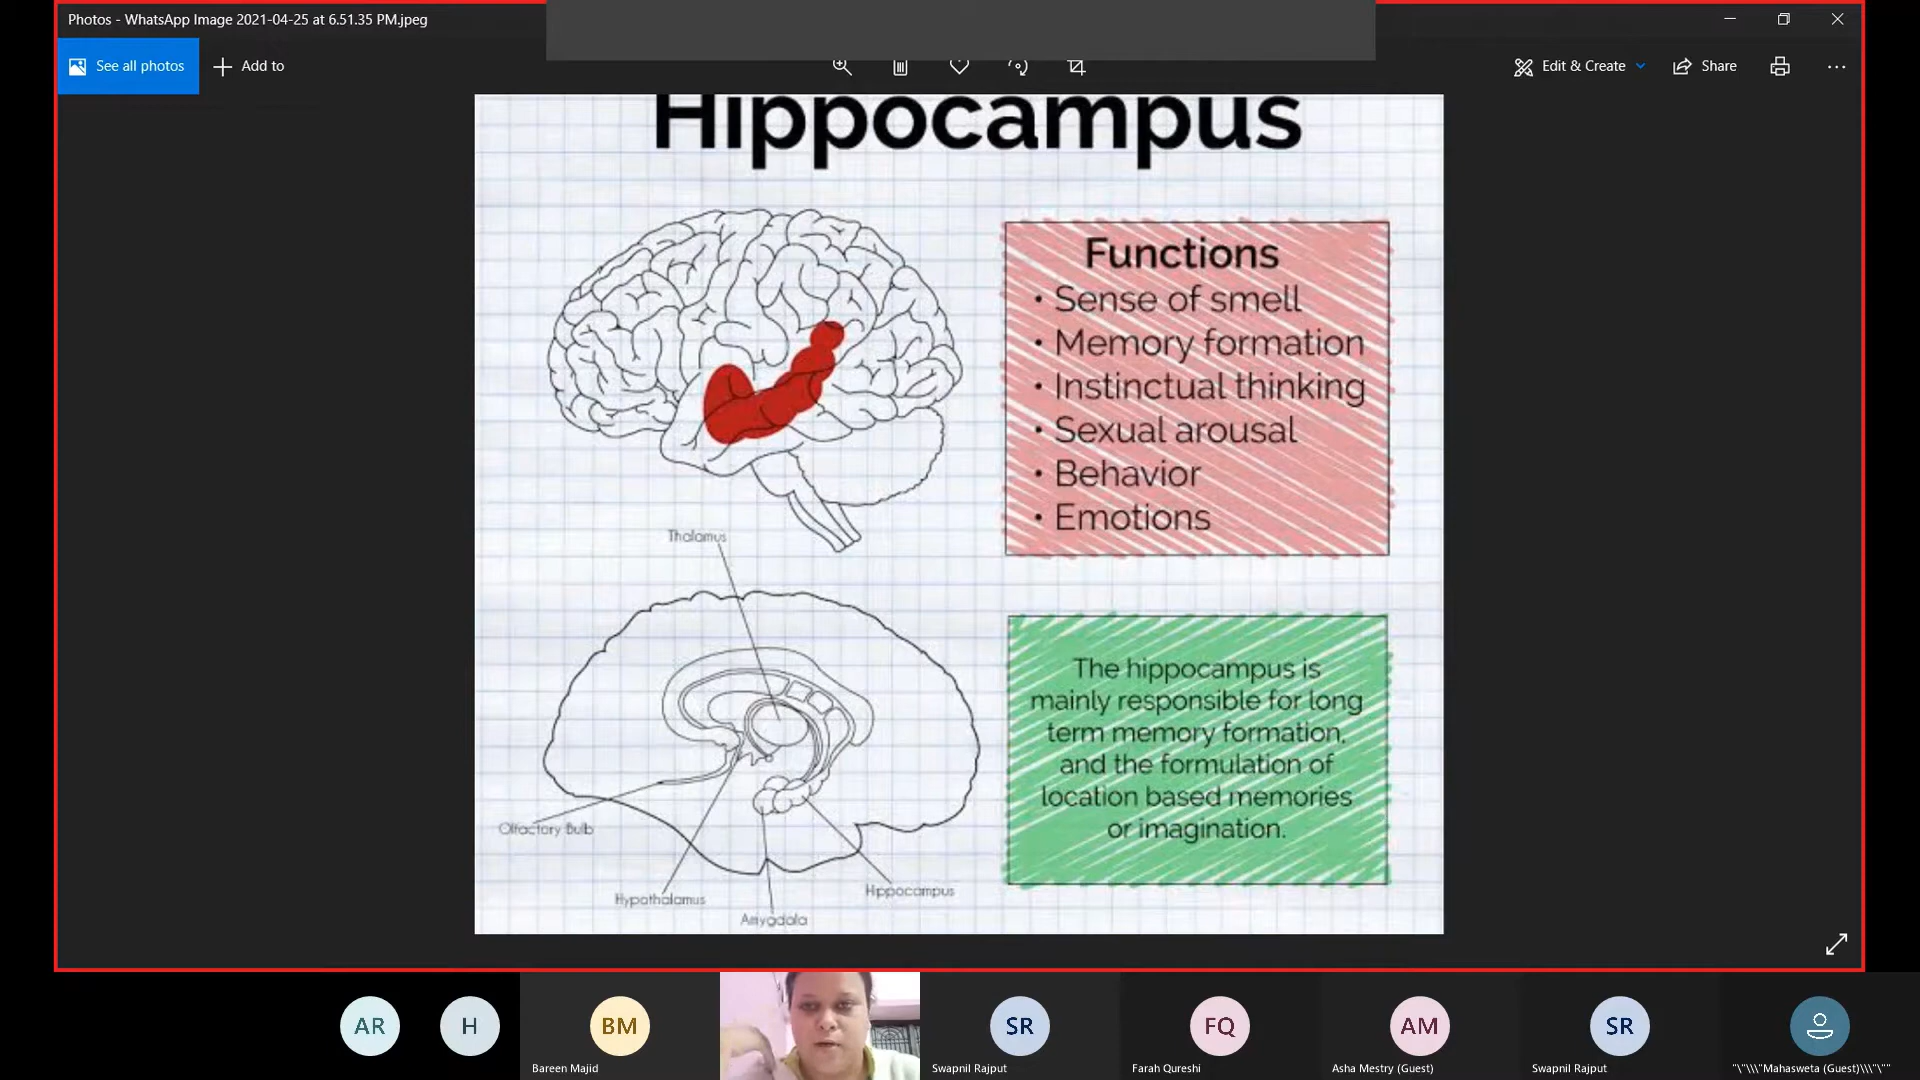 Photos - WhatsApp Image 2021-04-25 at 6.51.35 PM.jpeg
See all photos
Add to
Edit & Create
Share
Hippocampus
Functions
• Sense of smell
• Memory formation
• Instinctual thinking
• Sexual arousal
• Behavior
• Emotions
Thalamus
The hippocampus is
mainly responsible for long
term memory formation,
and the formulation of
location based memories
or imagination.
Olfactory Bulb
Hypothalamus
Hippocampus
Amygdala
AR
H
BM
SR
FQ
AM
SR
Bareen Majid
Swapnil Rajput
Farah Qureshi
Asha Mestry (Guest)
Swapnil Rajput
"\"\\\"Mahasweta (Guest)\\\"\""